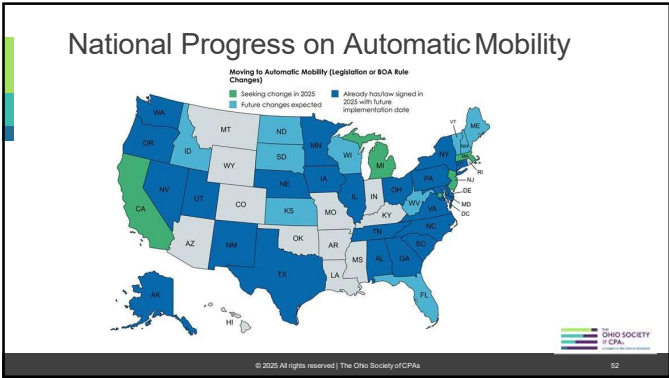 National Progress on Automatic Mobility
Moving to Automatic Mobility (Legislation or BOA Rule
Changes)
Seeking change in 2025
Already has/law signed in
2025 with future
implementation date
Future changes expected
WA
MT
ND
MN
VT
ME
OR
ID
SD
WI
MI
NY
RI
WY
IA
PA
NJ
NV
NE
IL
IN
OH
DE
MD
DC
CA
UT
CO
KS
MO
KY
WV
VA
NC
TN
AZ
NM
OK
AR
SC
MS
AL
GA
TX
LA
FL
AK
HI
THE
OHIO SOCIETY
of CPAs
© 2025 All rights reserved | The Ohio Society of CPAs
52